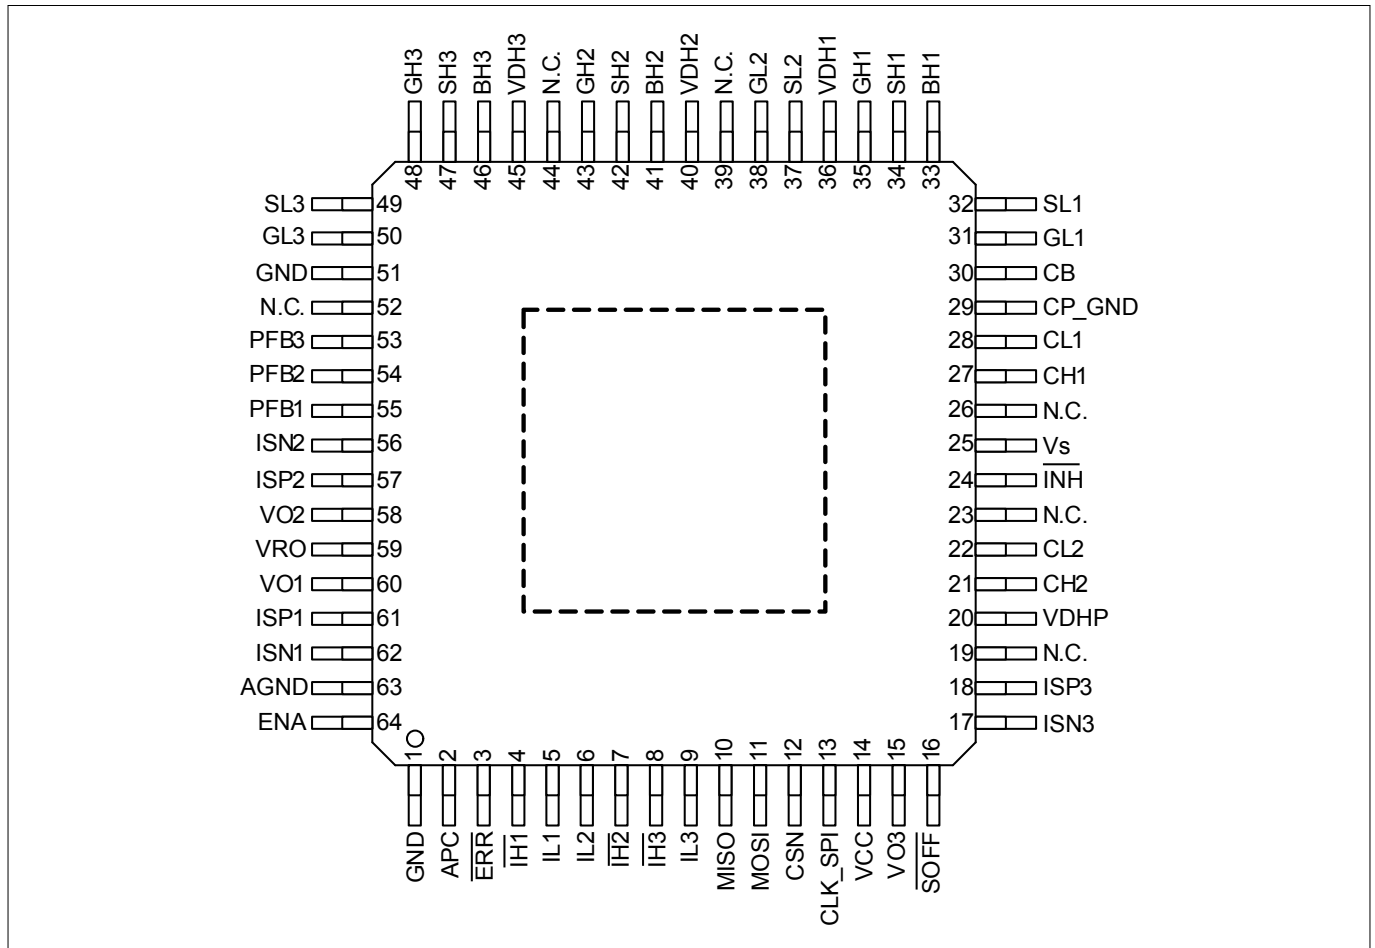 GH3 SH3 BH3 VDH3 N.C. GH2 SH2 BH2 VDH2 N.C. GL2 SL2 VDH1 GH1 SH1 BH1
48 47 46 45 44 43 42 41 40 39 38 37 36 35 34 33
SL3 49 32 SL1
GL3 50 31 GL1
GND 51 30 CB
N.C. 52 29 CP_GND
PFB3 53 28 CL1
PFB2 54 27 CH1
PFB1 55 26 N.C.
ISN2 56 25 Vs
ISP2 57 24 I̅N̅H̅
VO2 58 23 N.C.
VRO 59 22 CL2
VO1 60 21 CH2
ISP1 61 20 VDHP
ISN1 62 19 N.C.
AGND 63 18 ISP3
ENA 64 17 ISN3
1 2 3 4 5 6 7 8 9 10 11 12 13 14 15 16
GND APC E̅R̅R̅ I̅H̅1̅ IL1 IL2 I̅H̅2̅ I̅H̅3̅ IL3 MISO MOSI CSN CLK_SPI VCC VO3 S̅O̅F̅F̅